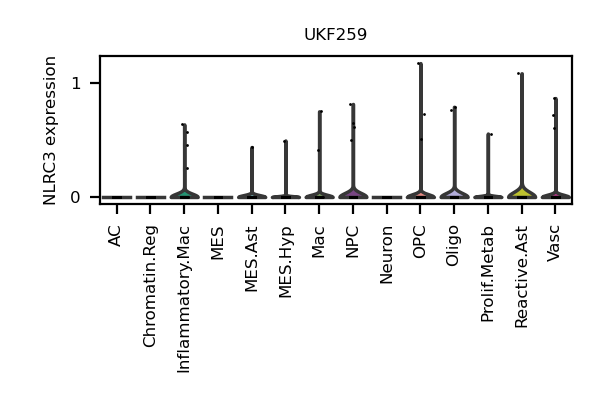 UKF259
NLRC3 expression
1
0
AC
Chromatin.Reg
Inflammatory.Mac
MES
MES.Ast
MES.Hyp
Mac
NPC
Neuron
OPC
Oligo
Prolif.Metab
Reactive.Ast
Vasc